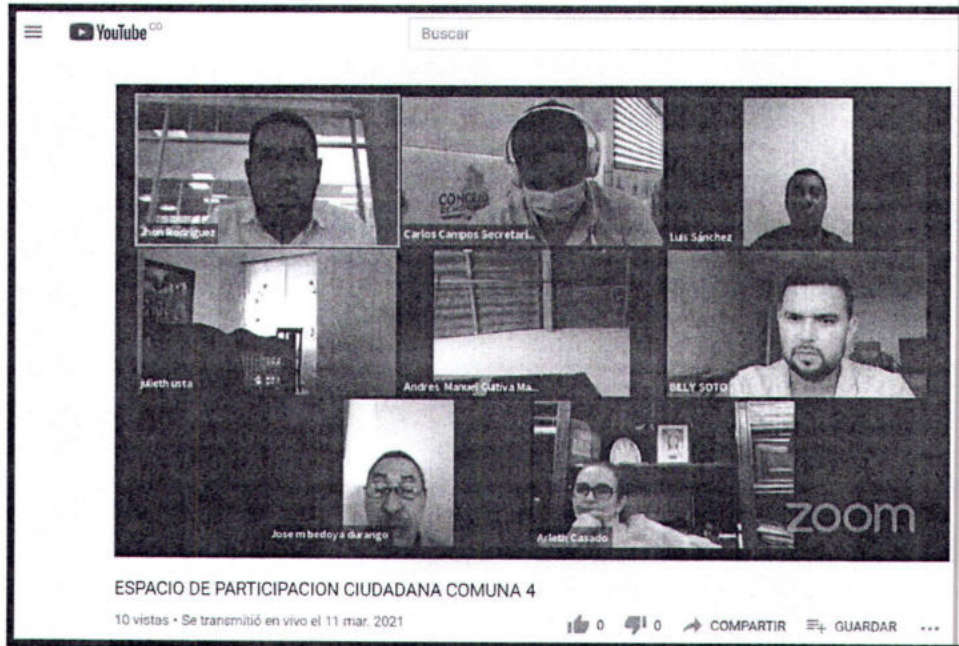 YouTube CO
Buscar
Jhon Rodriguez
Carlos Campos Secretari...
Luis Sánchez
julieth usta
Andres Manuel Cultiva Ma...
BELY SOTO
Jose m bedoya durango
Arleth Casado
zoom
ESPACIO DE PARTICIPACION CIUDADANA COMUNA 4
10 vistas • Se transmitió en vivo el 11 mar. 2021
0
0
COMPARTIR
GUARDAR